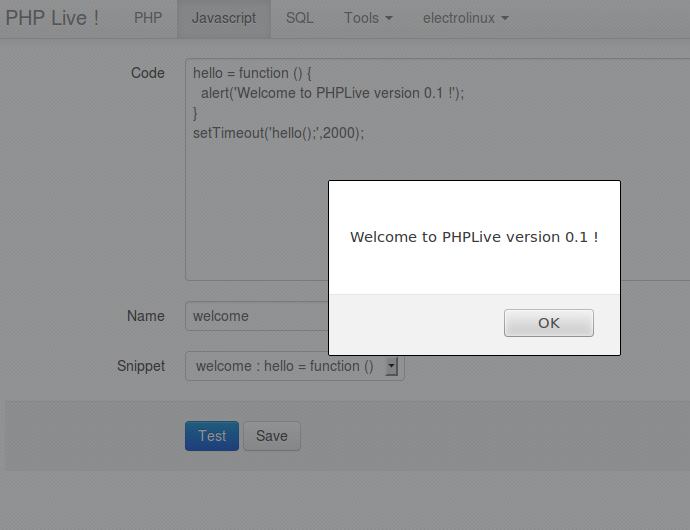 PHP Live ! PHP Javascript SQL Tools electrolinux
Code
hello = function () {
alert('Welcome to PHPLive version 0.1 !');
}
setTimeout('hello();',2000);
Welcome to PHPLive version 0.1 !
OK
Name welcome
Snippet welcome : hello = function ()
Test Save